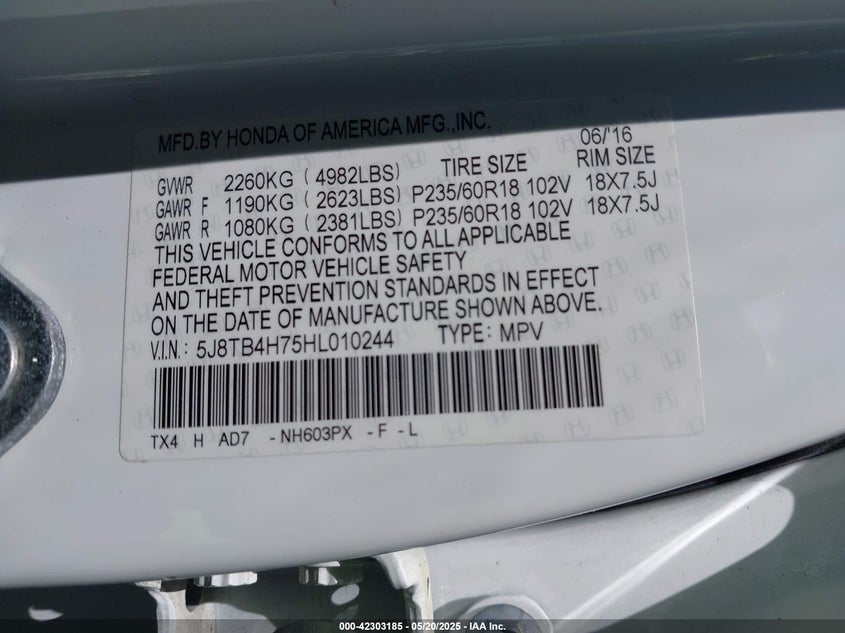 MFD.BY HONDA OF AMERICA MFG.,INC. 06/'16
GVWR 2260KG (4982LBS) TIRE SIZE RIM SIZE
GAWR F 1190KG (2623LBS) P235/60R18 102V 18X7.5J
GAWR R 1080KG (2381LBS) P235/60R18 102V 18X7.5J
THIS VEHICLE CONFORMS TO ALL APPLICABLE
FEDERAL MOTOR VEHICLE SAFETY
AND THEFT PREVENTION STANDARDS IN EFFECT
ON THE DATE OF MANUFACTURE SHOWN ABOVE.
V.I.N.: 5J8TB4H75HL010244 TYPE: MPV
TX4 H AD7 -NH603PX -F -L
000-42303185 - 05/20/2025 - IAA Inc.